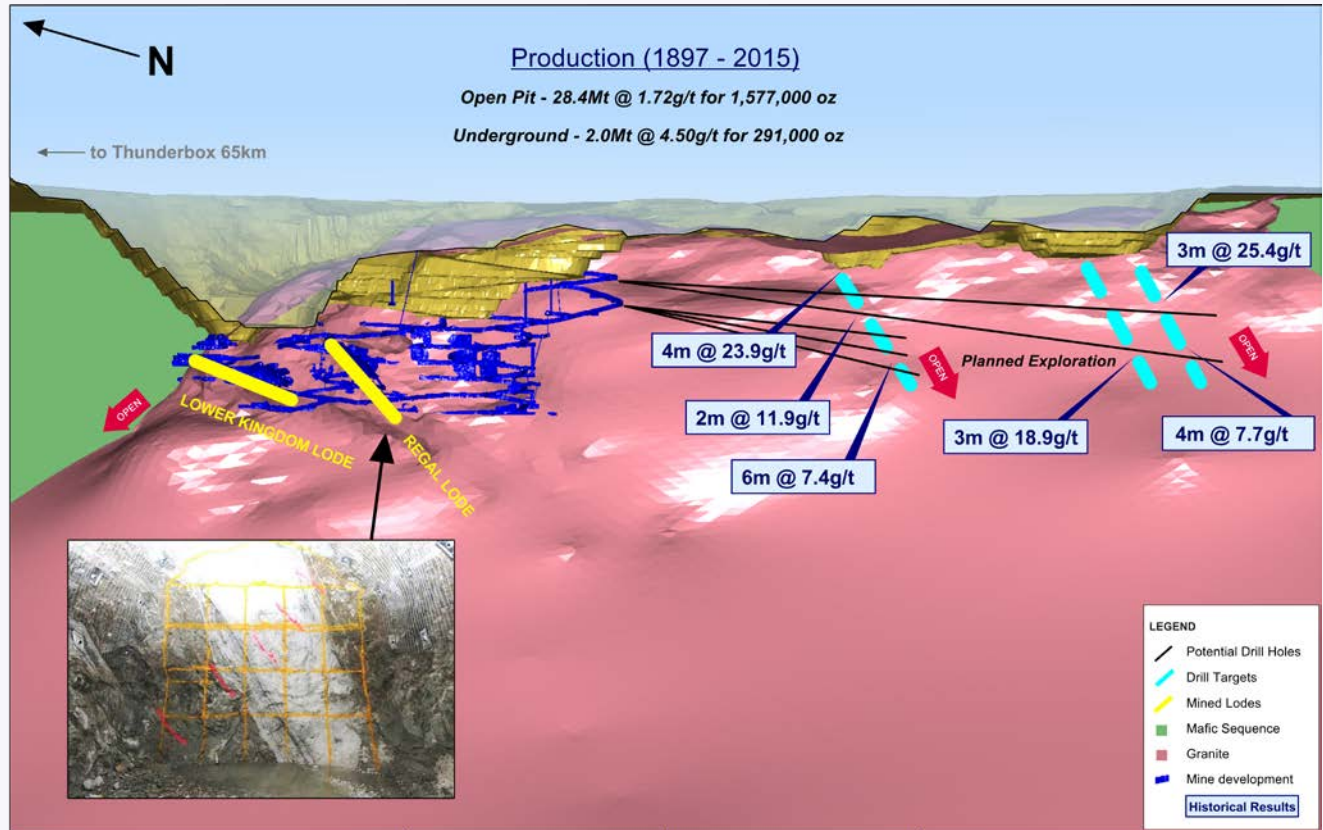 N
Production (1897 - 2015)
Open Pit - 28.4Mt @ 1.72g/t for 1,577,000 oz
Underground - 2.0Mt @ 4.50g/t for 291,000 oz
to Thunderbox 65km
3m @ 25.4g/t
4m @ 23.9g/t
Planned Exploration
OPEN
OPEN
OPEN
LOWER KINGDOM LODE
REGAL LODE
2m @ 11.9g/t
3m @ 18.9g/t
4m @ 7.7g/t
6m @ 7.4g/t
LEGEND
Potential Drill Holes
Drill Targets
Mined Lodes
Mafic Sequence
Granite
Mine development
Historical Results